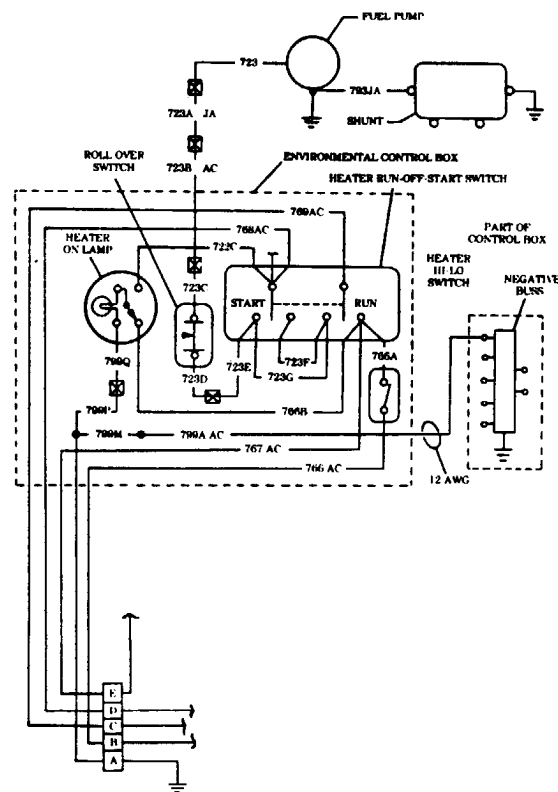 FUEL PUMP
723
723A JA
793JA
SHUNT
ROLL OVER
SWITCH
723B AC
ENVIRONMENTAL CONTROL BOX
HEATER RUN-OFF-START SWITCH
769AC
768AC
722C
HEATER
ON LAMP
723C
START
RUN
HEATER
HI-LO
SWITCH
PART OF
CONTROL BOX
NEGATIVE
BUSS
799Q
723D
723E
723F
723G
766A
799P
766B
799M
799A AC
767 AC
766 AC
12 AWG
E
D
C
B
A